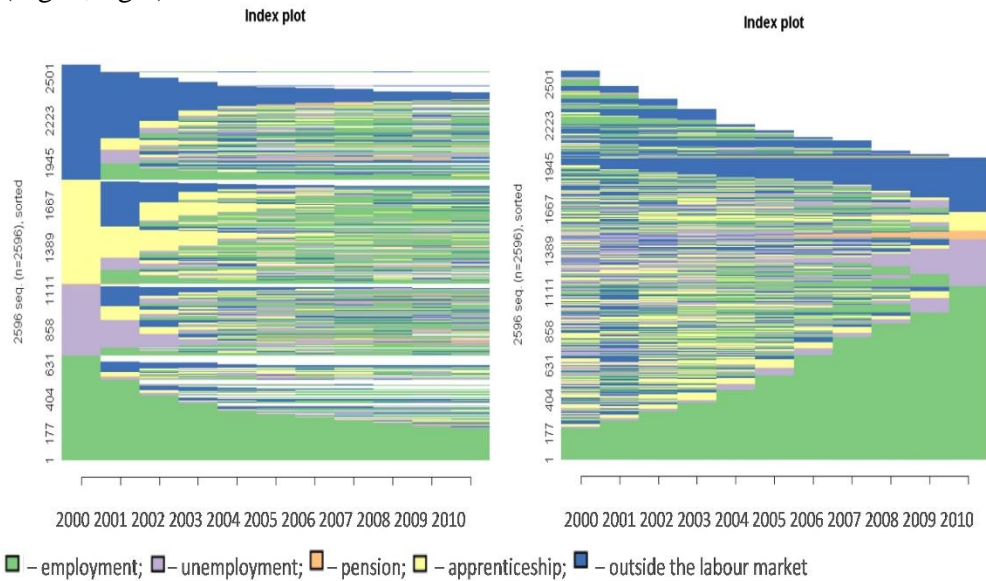 Index plot
2596 seq. (n=2596), sorted
1 177 404 631 858 1111 1389 1667 1945 2223 2501
2000 2001 2002 2003 2004 2005 2006 2007 2008 2009 2010
Index plot
2596 seq. (n=2596), sorted
1 177 404 631 858 1111 1389 1667 1945 2223 2501
2000 2001 2002 2003 2004 2005 2006 2007 2008 2009 2010
– employment; – unemployment; – pension; – apprenticeship; – outside the labour market